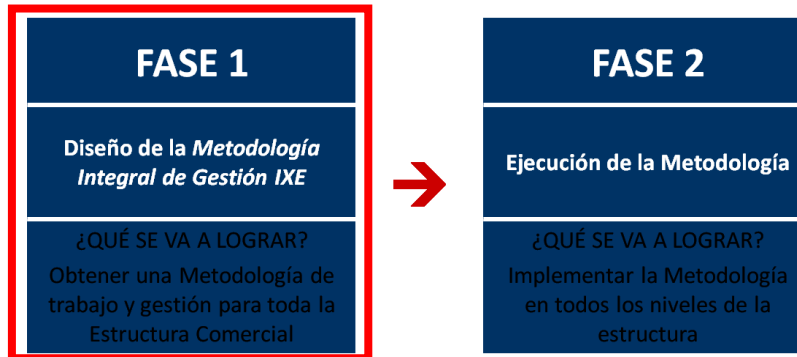 FASE 1
Diseño de la Metodología
Integral de Gestión IXE
¿QUÉ SE VA A LOGRAR?
Obtener una Metodología de
trabajo y gestión para toda la
Estructura Comercial
FASE 2
Ejecución de la Metodología
¿QUÉ SE VA A LOGRAR?
Implementar la Metodología
en todos los niveles de la
estructura